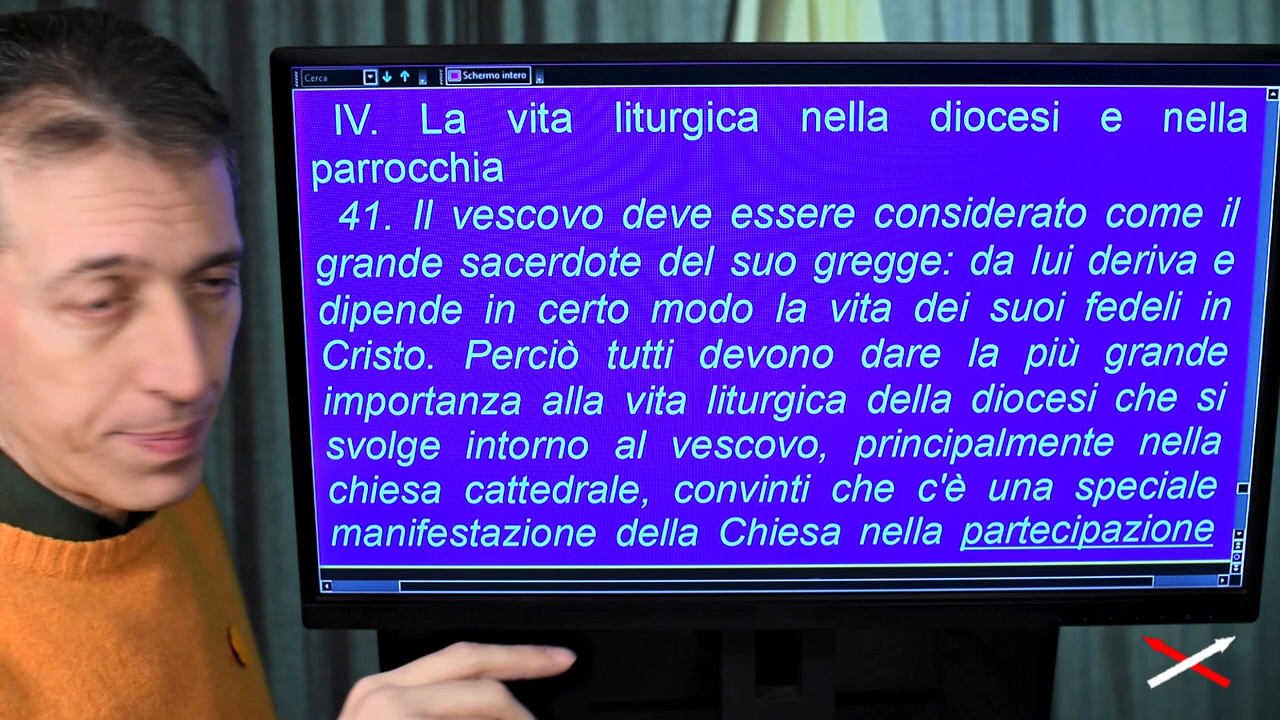 Cerca
Schermo intero
IV. La vita liturgica nella diocesi e nella
parrocchia
41. Il vescovo deve essere considerato come il
grande sacerdote del suo gregge: da lui deriva e
dipende in certo modo la vita dei suoi fedeli in
Cristo. Perciò tutti devono dare la più grande
importanza alla vita liturgica della diocesi che si
svolge intorno al vescovo, principalmente nella
chiesa cattedrale, convinti che c'è una speciale
manifestazione della Chiesa nella partecipazione